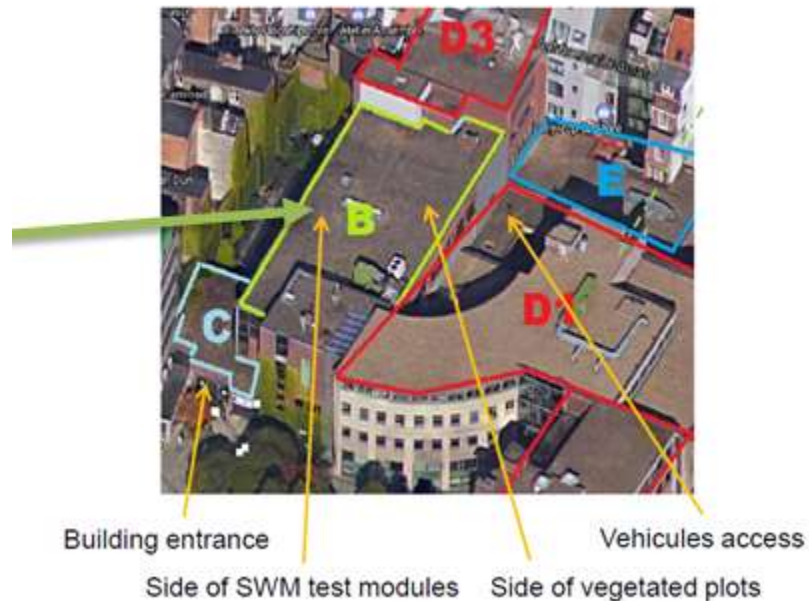 D3
E
B
D1
C
Building entrance
Vehicules access
Side of SWM test modules
Side of vegetated plots